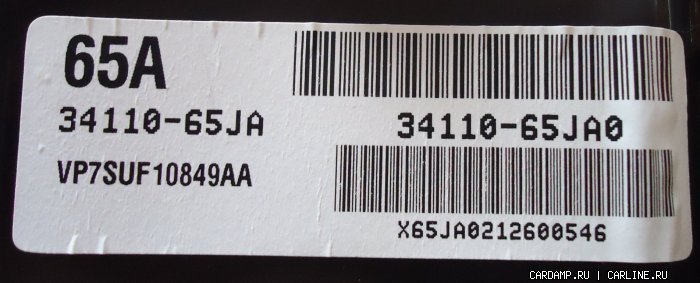 65A
34110-65JA
VP7SUF10849AA
34110-65JA0
X65JA0212600546
CARDAMP.RU | CARLINE.RU